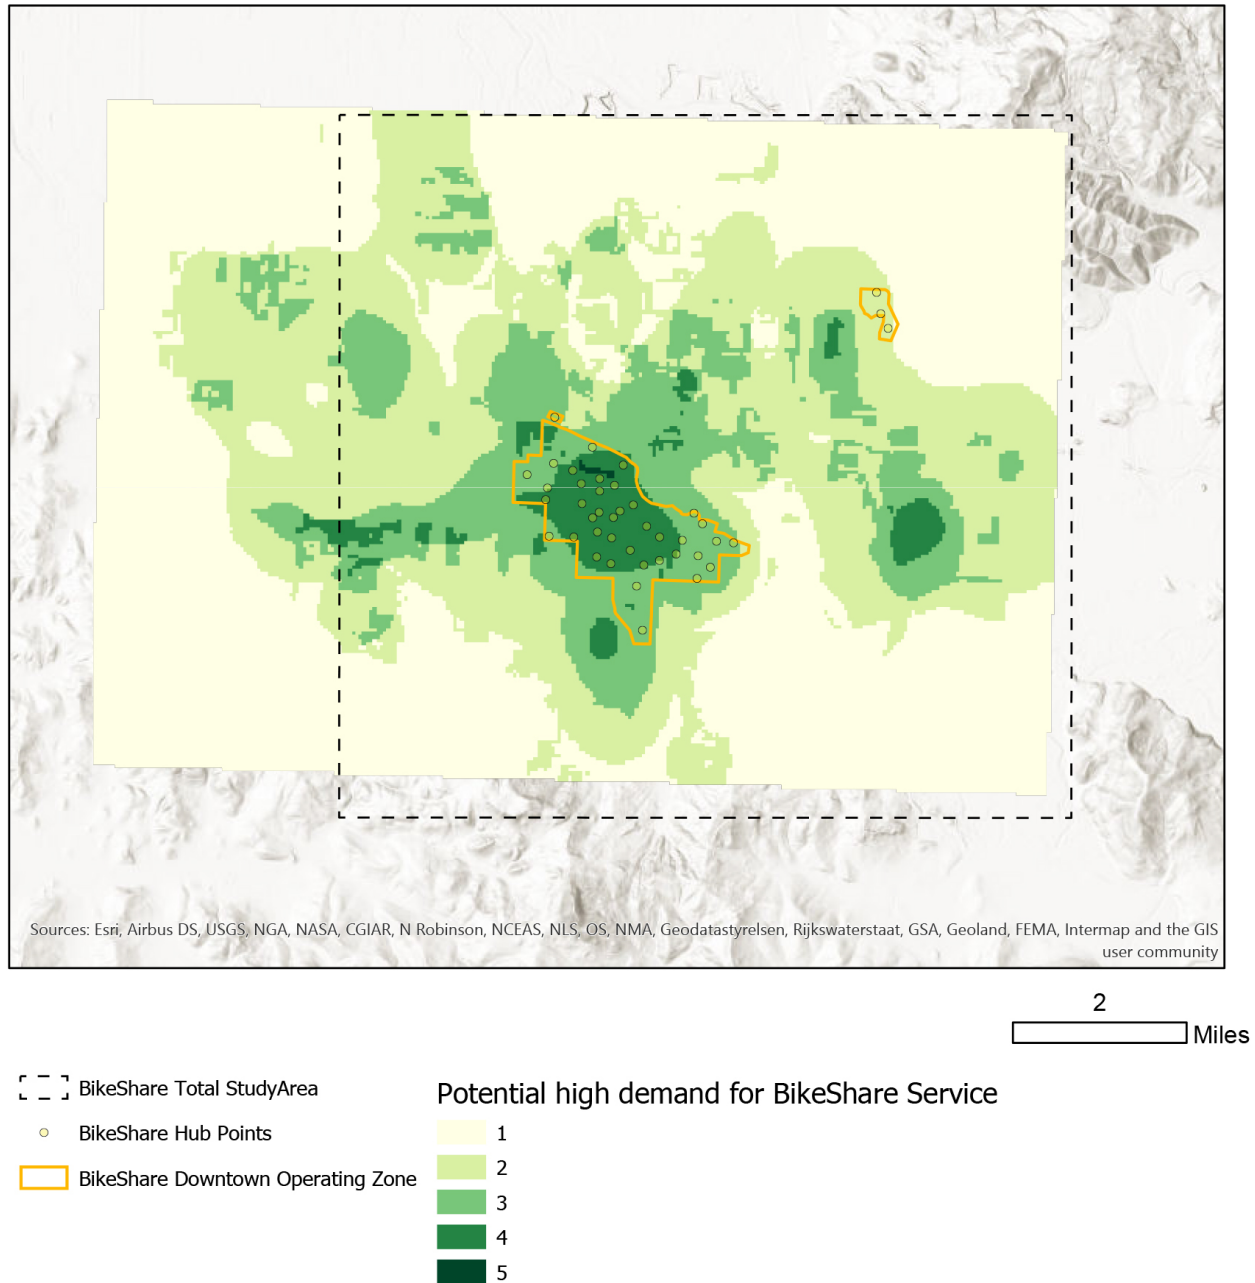 Sources: Esri, Airbus DS, USGS, NGA, NASA, CGIAR, N Robinson, NCEAS, NLS, OS, NMA, Geodatastyrelsen, Rijkswaterstaat, GSA, Geoland, FEMA, Intermap and the GIS
user community
2
Miles
BikeShare Total StudyArea
BikeShare Hub Points
BikeShare Downtown Operating Zone
Potential high demand for BikeShare Service
1
2
3
4
5